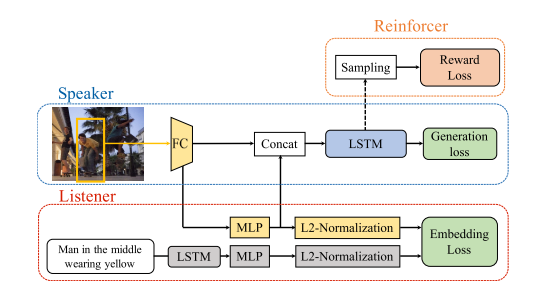 Reinforcer
Sampling
Reward
Loss
Speaker
FC
Concat
LSTM
Generation
loss
Listener
MLP
L2-Normalization
Embedding
Loss
Man in the middle
wearing yellow
LSTM
MLP
L2-Normalization